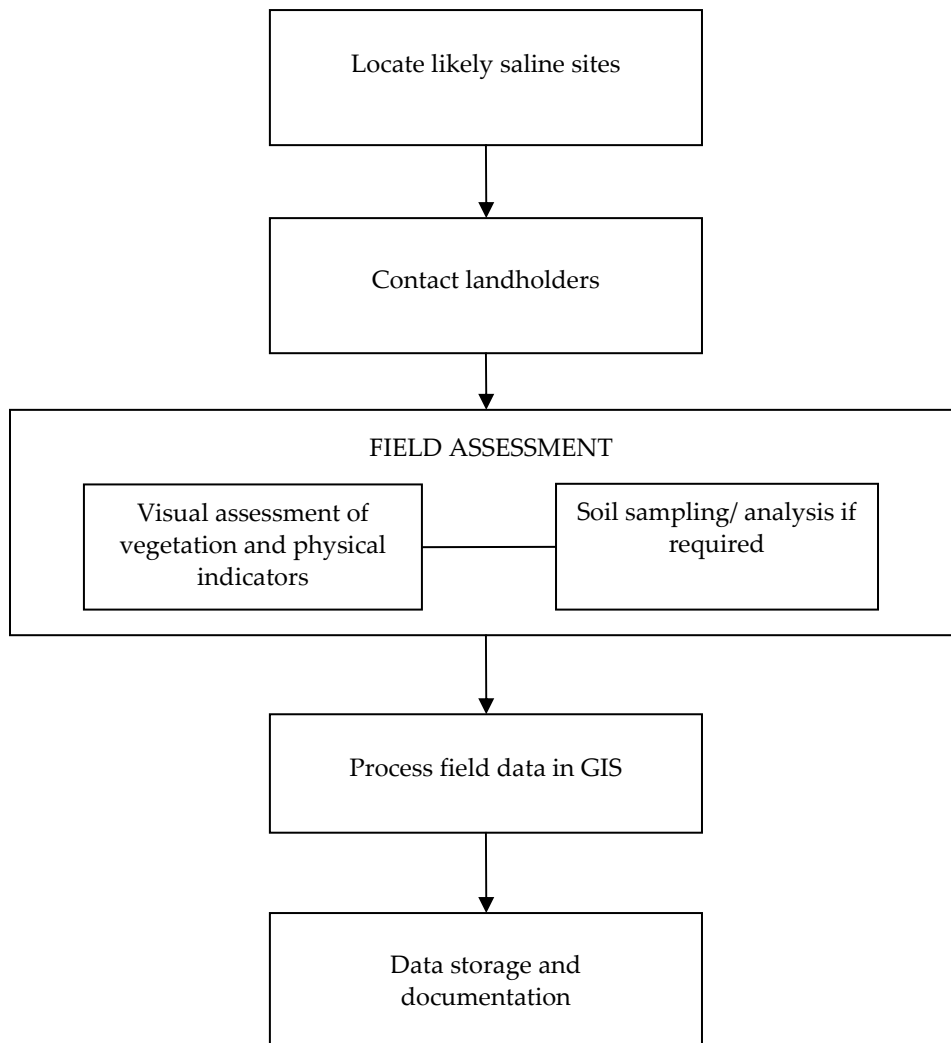 Locate likely saline sites
Contact landholders
FIELD ASSESSMENT
Visual assessment of
vegetation and physical
indicators
Soil sampling/ analysis if
required
Process field data in GIS
Data storage and
documentation